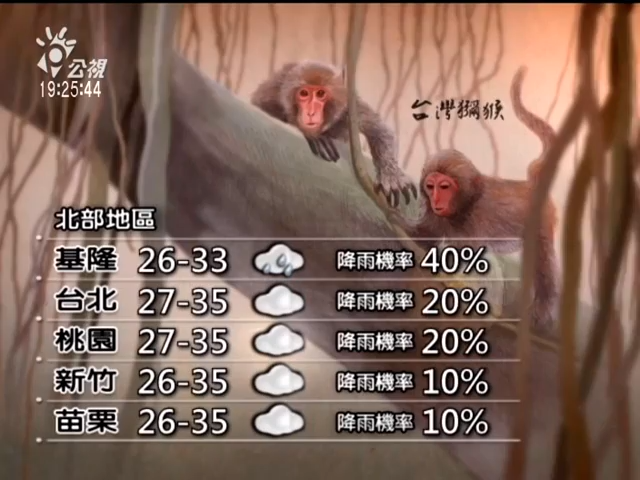 公視
19:25:44
台灣獼猴
北部地區
基隆 26-33 降雨機率 40%
台北 27-35 降雨機率 20%
桃園 27-35 降雨機率 20%
新竹 26-35 降雨機率 10%
苗栗 26-35 降雨機率 10%